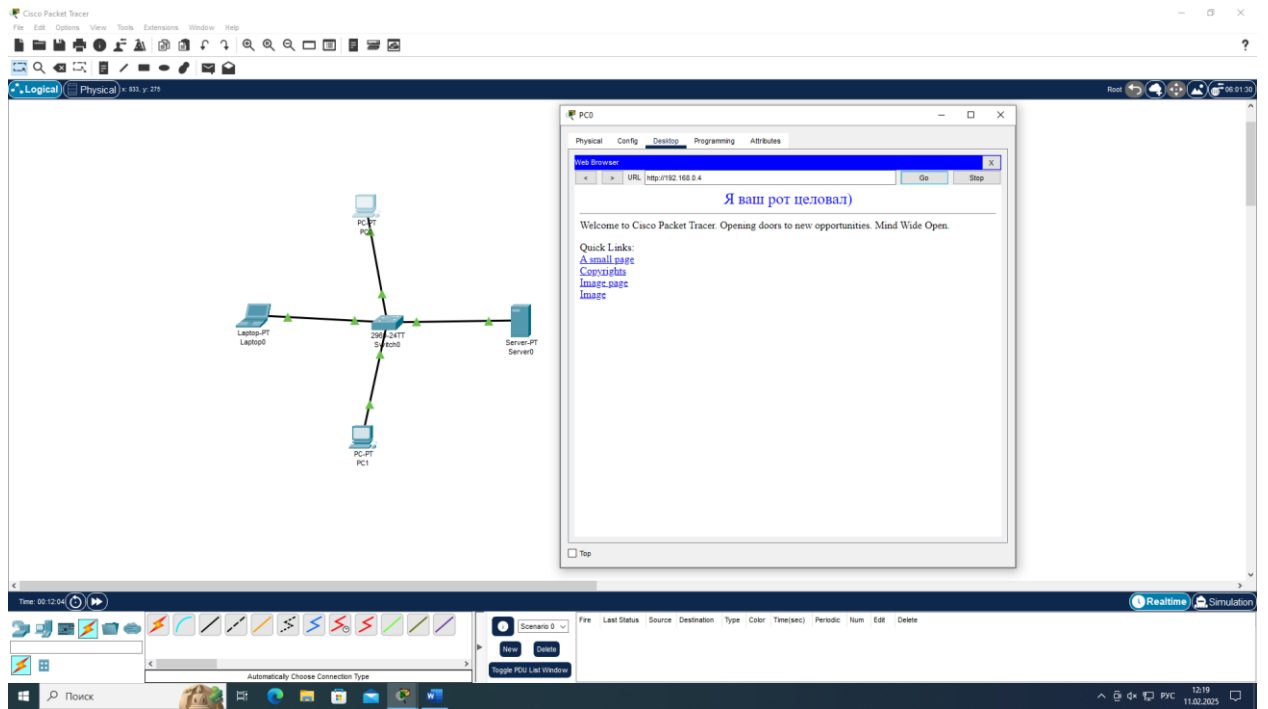 Cisco Packet Tracer
File Edit Options View Tools Extensions Window Help
?
Logical Physical x: 833, y: 275
Root 06:01:30
PC0
Physical Config Desktop Programming Attributes
Web Browser X
< > URL http://192.168.0.4 Go Stop
Я ваш рот целовал)
Welcome to Cisco Packet Tracer. Opening doors to new opportunities. Mind Wide Open.
Quick Links:
A small page
Copyrights
Image page
Image
Top
PC-PT
Laptop-PT
Laptop0
Switch0
Server-PT
Server0
PC-PT
PC1
Time: 00:12:04
Realtime Simulation
Scenario 0
New Delete
Toggle PDU List Window
Fire Last Status Source Destination Type Color Time(sec) Periodic Num Edit Delete
Automatically Choose Connection Type
Поиск
РУС
12:19
11.02.2025